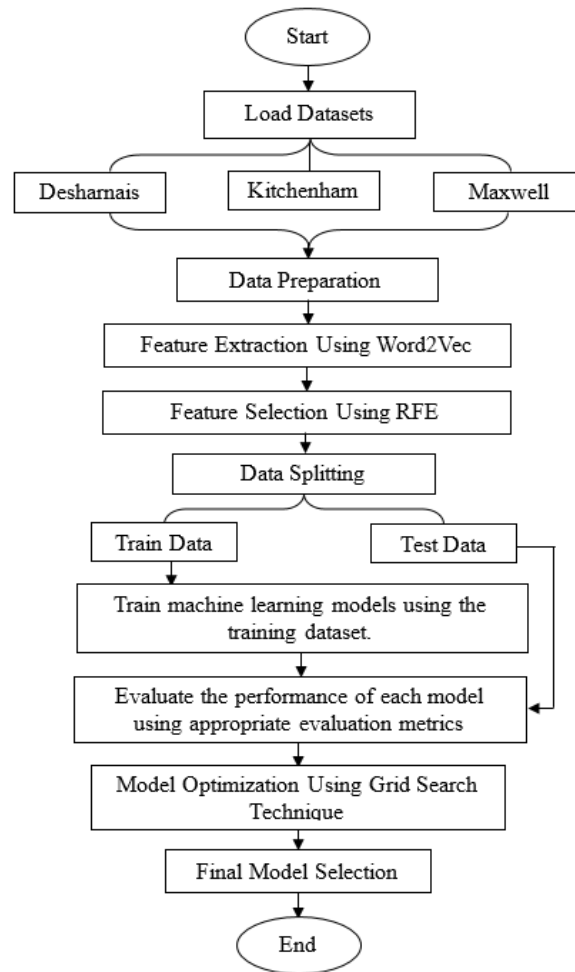 Start
Load Datasets
Desharnais
Kitchenham
Maxwell
Data Preparation
Feature Extraction Using Word2Vec
Feature Selection Using RFE
Data Splitting
Train Data
Test Data
Train machine learning models using the
training dataset.
Evaluate the performance of each model
using appropriate evaluation metrics
Model Optimization Using Grid Search
Technique
Final Model Selection
End